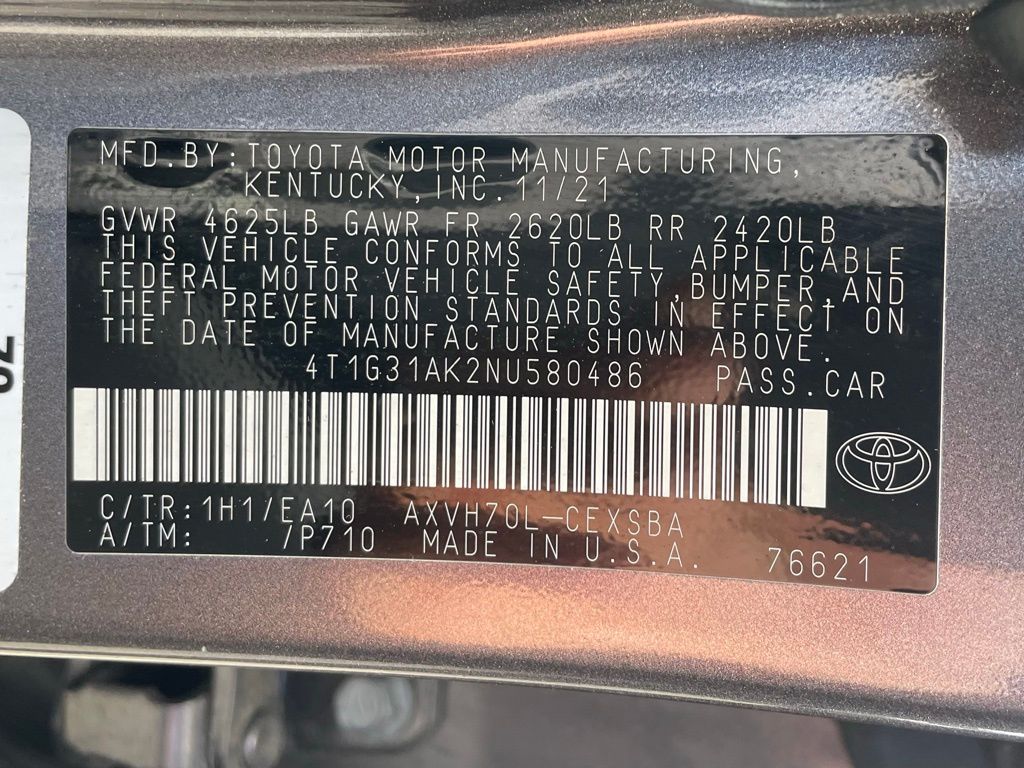 MFD.BY:TOYOTA MOTOR MANUFACTURING,
KENTUCKY,INC.11/21
GVWR 4625LB GAWR FR 2620LB RR 2420LB
THIS VEHICLE CONFORMS TO ALL APPLICABLE
FEDERAL MOTOR VEHICLE SAFETY,BUMPER,AND
THEFT PREVENTION STANDARDS IN EFFECT ON
THE DATE OF MANUFACTURE SHOWN ABOVE.
4T1G31AK2NU580486 PASS.CAR
C/TR:1H1/EA10 AXVH70L-CEXSBA
A/TM: /P710 MADE IN U.S.A. 76621